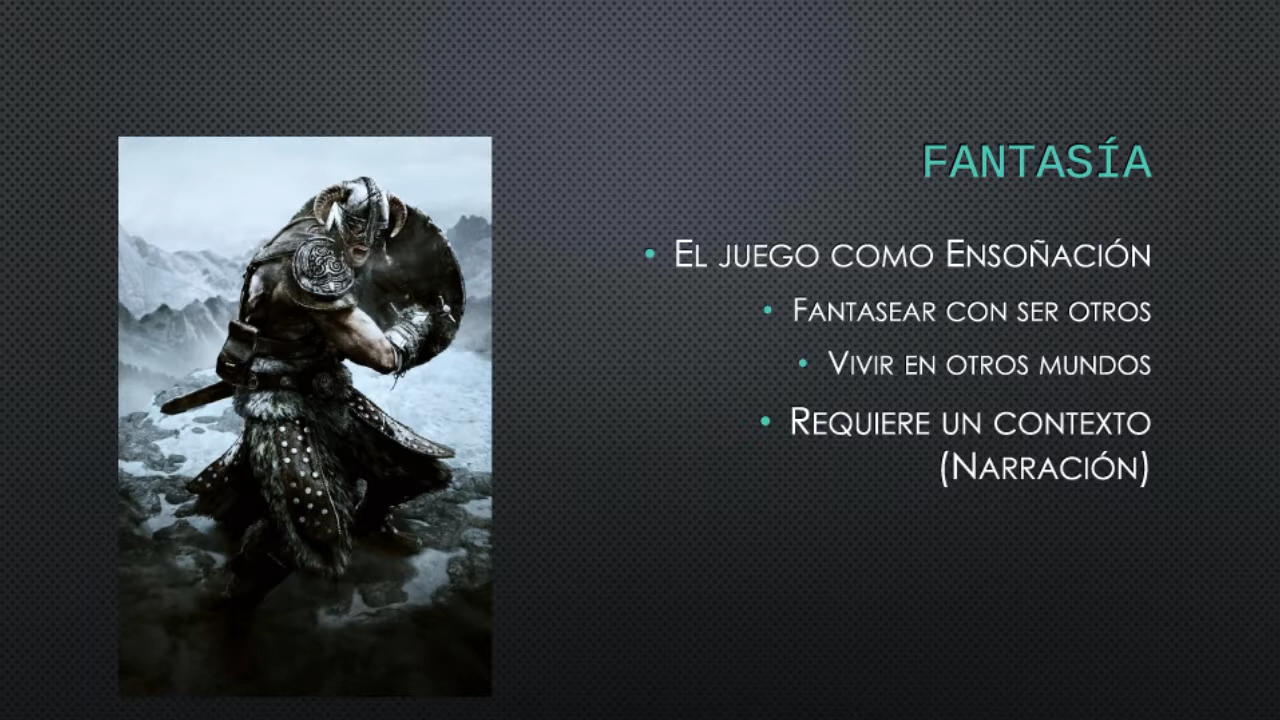 FANTASÍA
• El juego como Ensoñación
• Fantasear con ser otros
• Vivir en otros mundos
• Requiere un contexto
(Narración)